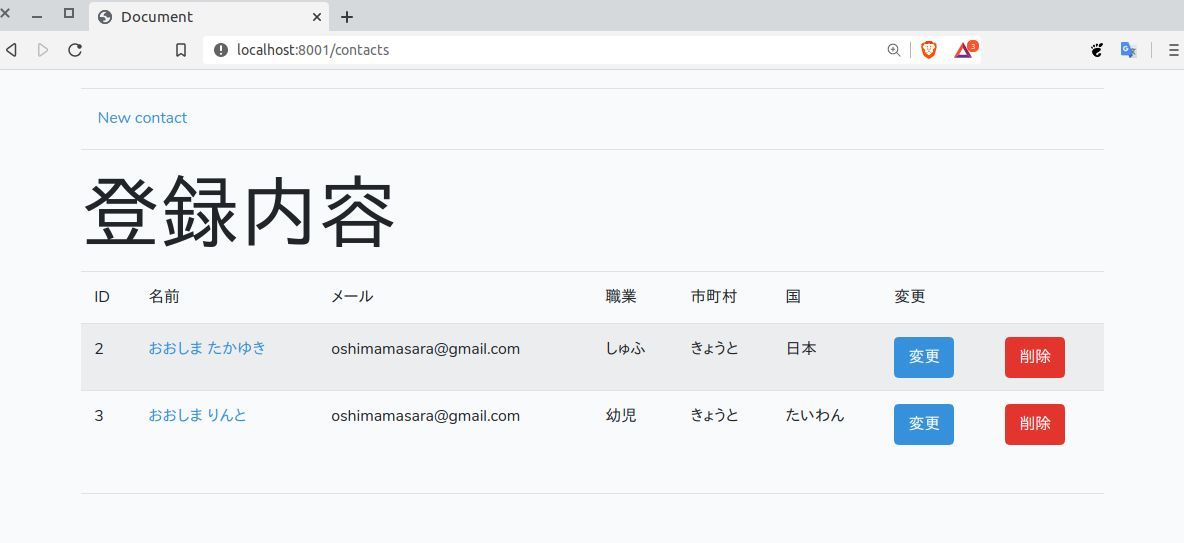 Document
localhost:8001/contacts
3
New contact
登録内容
ID 名前 メール 職業 市町村 国 変更
2 おおしま たかゆき oshimamasara@gmail.com しゅふ きょうと 日本 変更 削除
3 おおしま りんと oshimamasara@gmail.com 幼児 きょうと たいわん 変更 削除